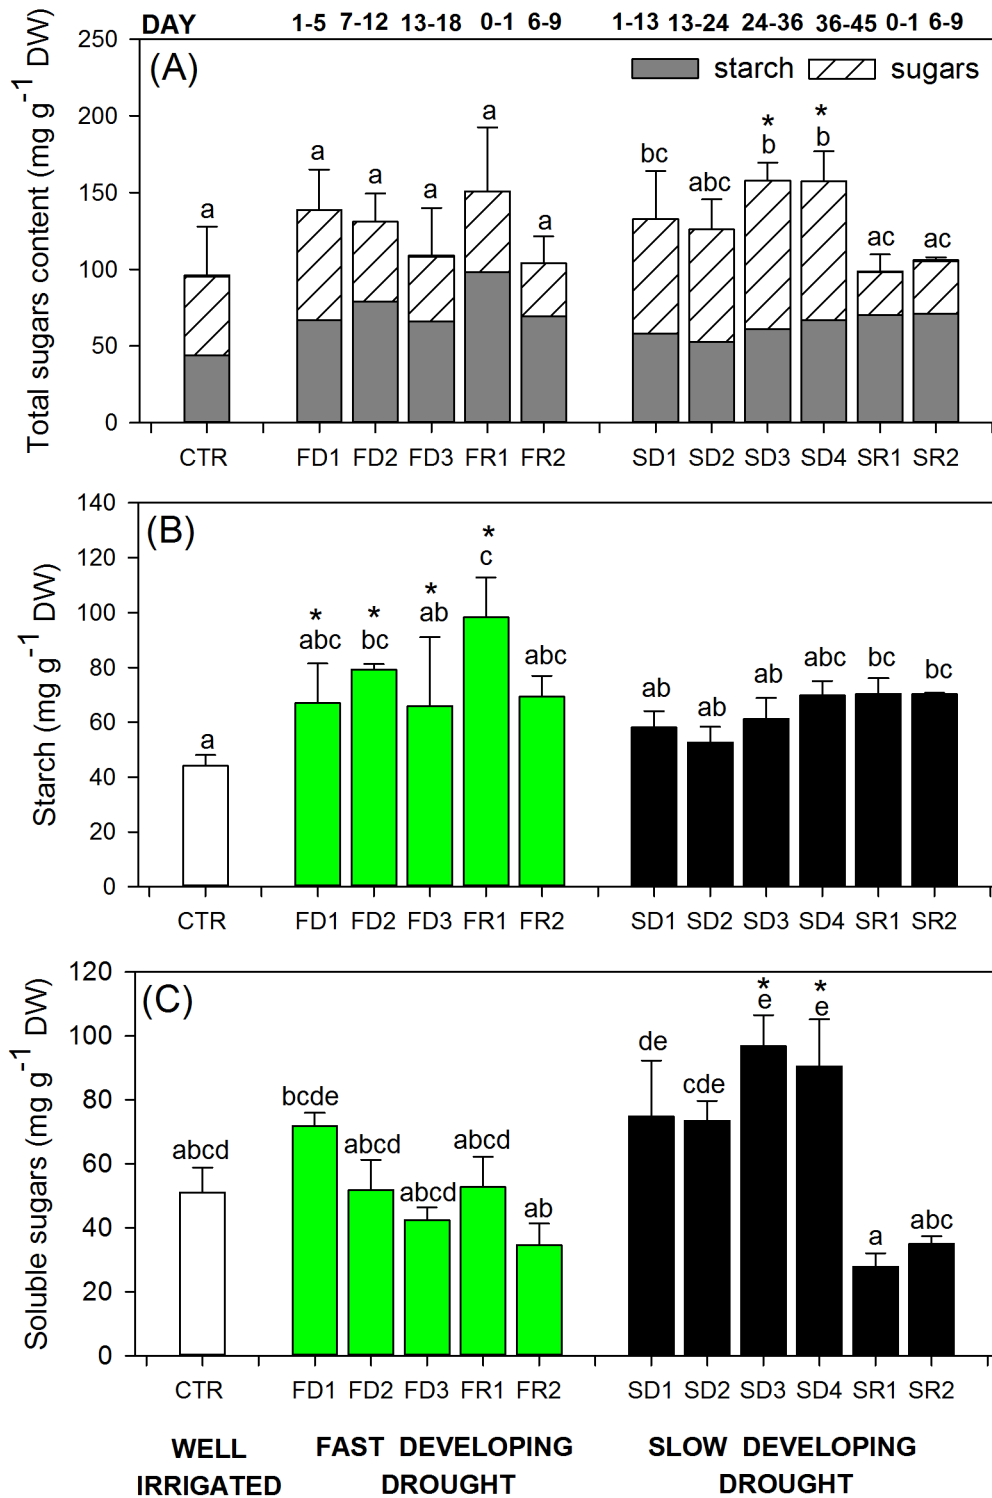 DAY 1-5 7-12 13-18 0-1 6-9 1-13 13-24 24-36 36-45 0-1 6-9
(A)
starch sugars
Total sugars content (mg g-1 DW)
250
200
150
100
50
0
a
a
a
a
a
a
bc
abc
*
b
*
b
ac
ac
CTR FD1 FD2 FD3 FR1 FR2 SD1 SD2 SD3 SD4 SR1 SR2
(B)
Starch (mg g-1 DW)
140
120
100
80
60
40
20
0
a
*
abc
*
bc
*
ab
*
c
abc
ab
ab
ab
abc
bc
bc
CTR FD1 FD2 FD3 FR1 FR2 SD1 SD2 SD3 SD4 SR1 SR2
(C)
Soluble sugars (mg g-1 DW)
120
100
80
60
40
20
0
abcd
bcde
abcd
abcd
abcd
ab
de
cde
*
e
*
e
a
abc
CTR FD1 FD2 FD3 FR1 FR2 SD1 SD2 SD3 SD4 SR1 SR2
WELL
IRRIGATED
FAST DEVELOPING
DROUGHT
SLOW DEVELOPING
DROUGHT